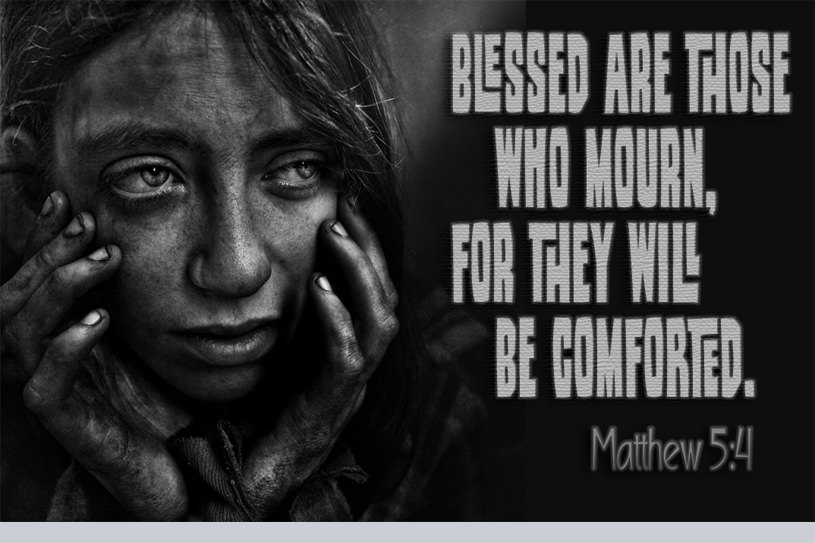 BLESSED ARE THOSE
WHO MOURN,
FOR THEY WILL
BE COMFORTED.
Matthew 5:4